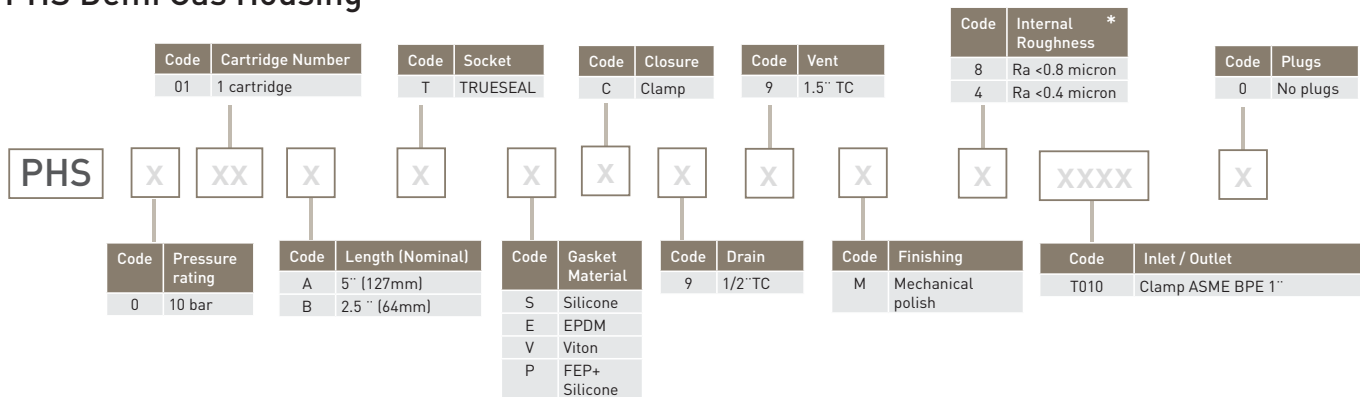 PHS Demi Gas Housing
Code Internal Roughness *
8 Ra <0.8 micron
4 Ra <0.4 micron
Code Cartridge Number
01 1 cartridge
Code Socket
T TRUESEAL
Code Closure
C Clamp
Code Vent
9 1.5¨ TC
Code Plugs
0 No plugs
PHS X XX X X X X X X X X XXXX X
Code Pressure rating
0 10 bar
Code Length (Nominal)
A 5¨ (127mm)
B 2.5 ¨ (64mm)
Code Gasket Material
S Silicone
E EPDM
V Viton
P FEP+ Silicone
Code Drain
9 1/2¨TC
Code Finishing
M Mechanical polish
Code Inlet / Outlet
T010 Clamp ASME BPE 1¨